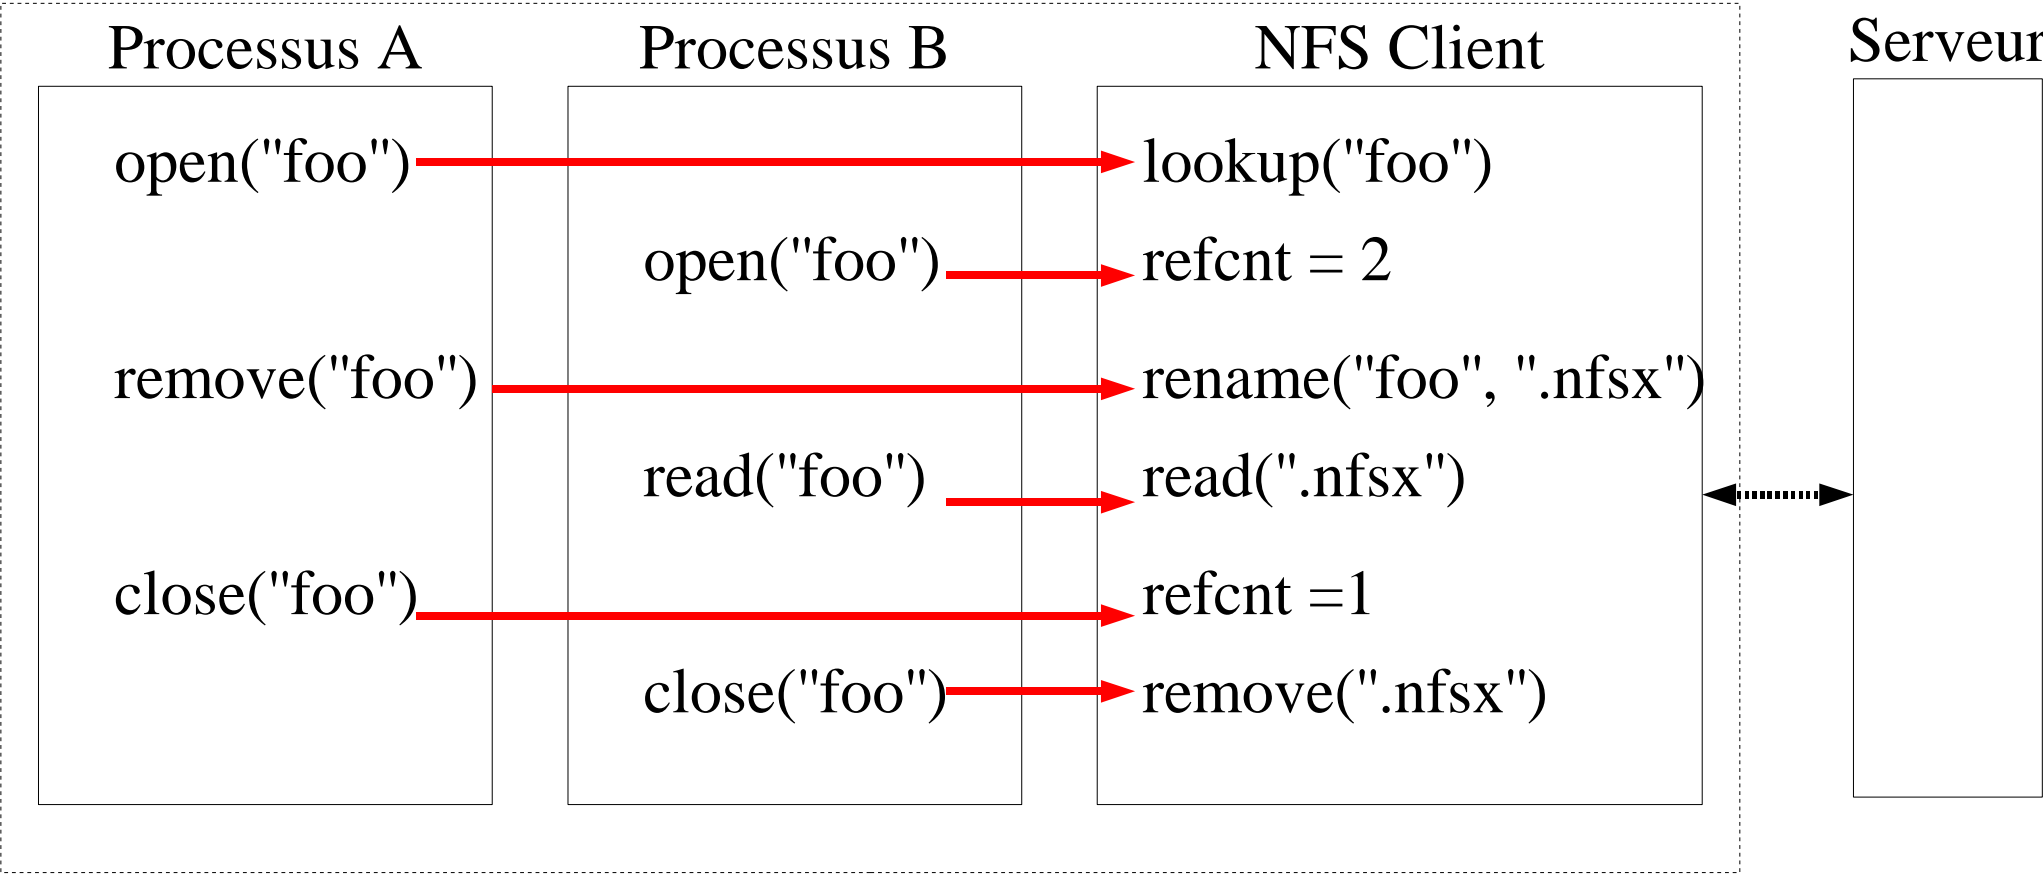 Processus A Processus B NFS Client Serveur
open("foo") lookup("foo")
open("foo") refcnt = 2
remove("foo") rename("foo", ".nfsx")
read("foo") read(".nfsx")
close("foo") refcnt =1
close("foo") remove(".nfsx")